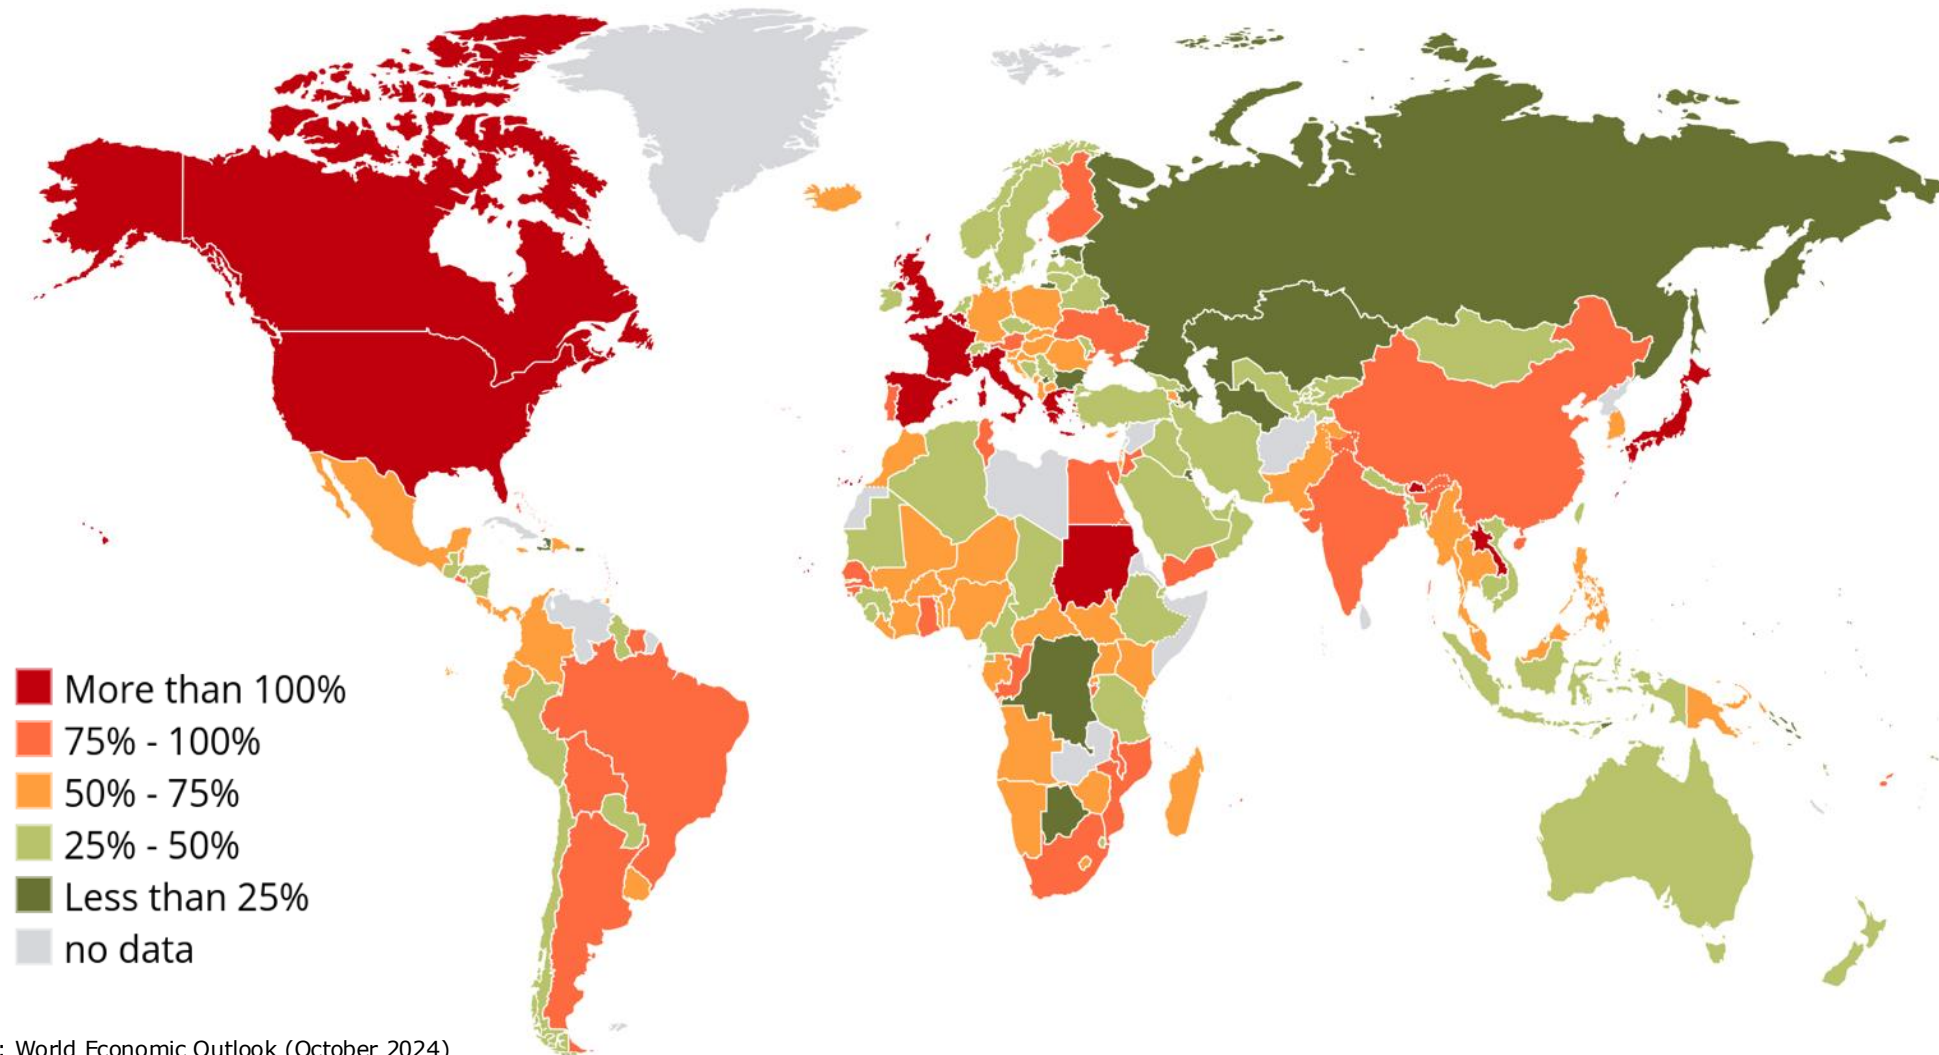 More than 100%
75% - 100%
50% - 75%
25% - 50%
Less than 25%
no data
: World Economic Outlook (October 2024)